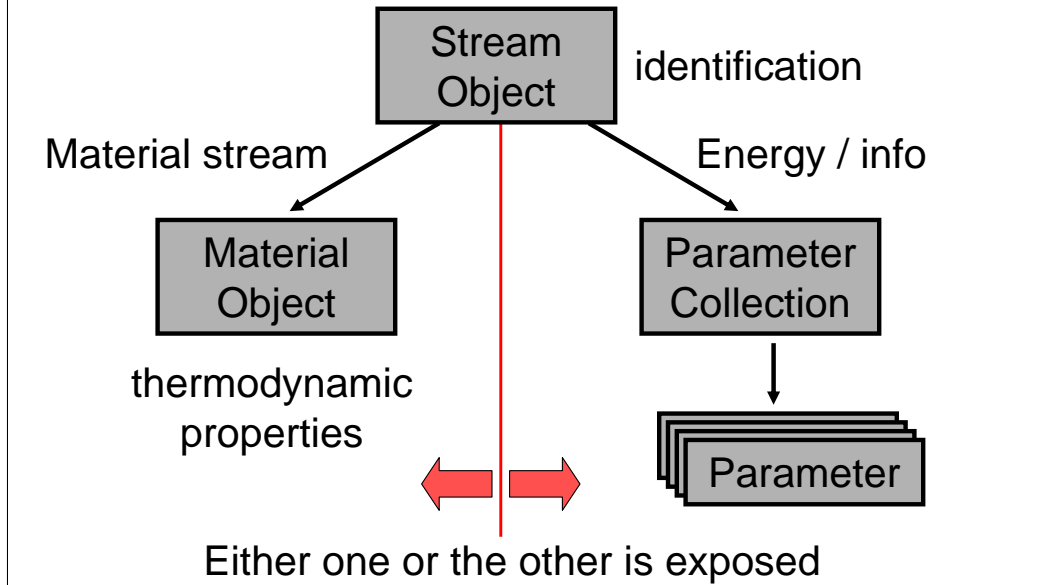 Stream
Object
identification
Material stream
Energy / info
Material
Object
Parameter
Collection
thermodynamic
properties
Parameter
Either one or the other is exposed